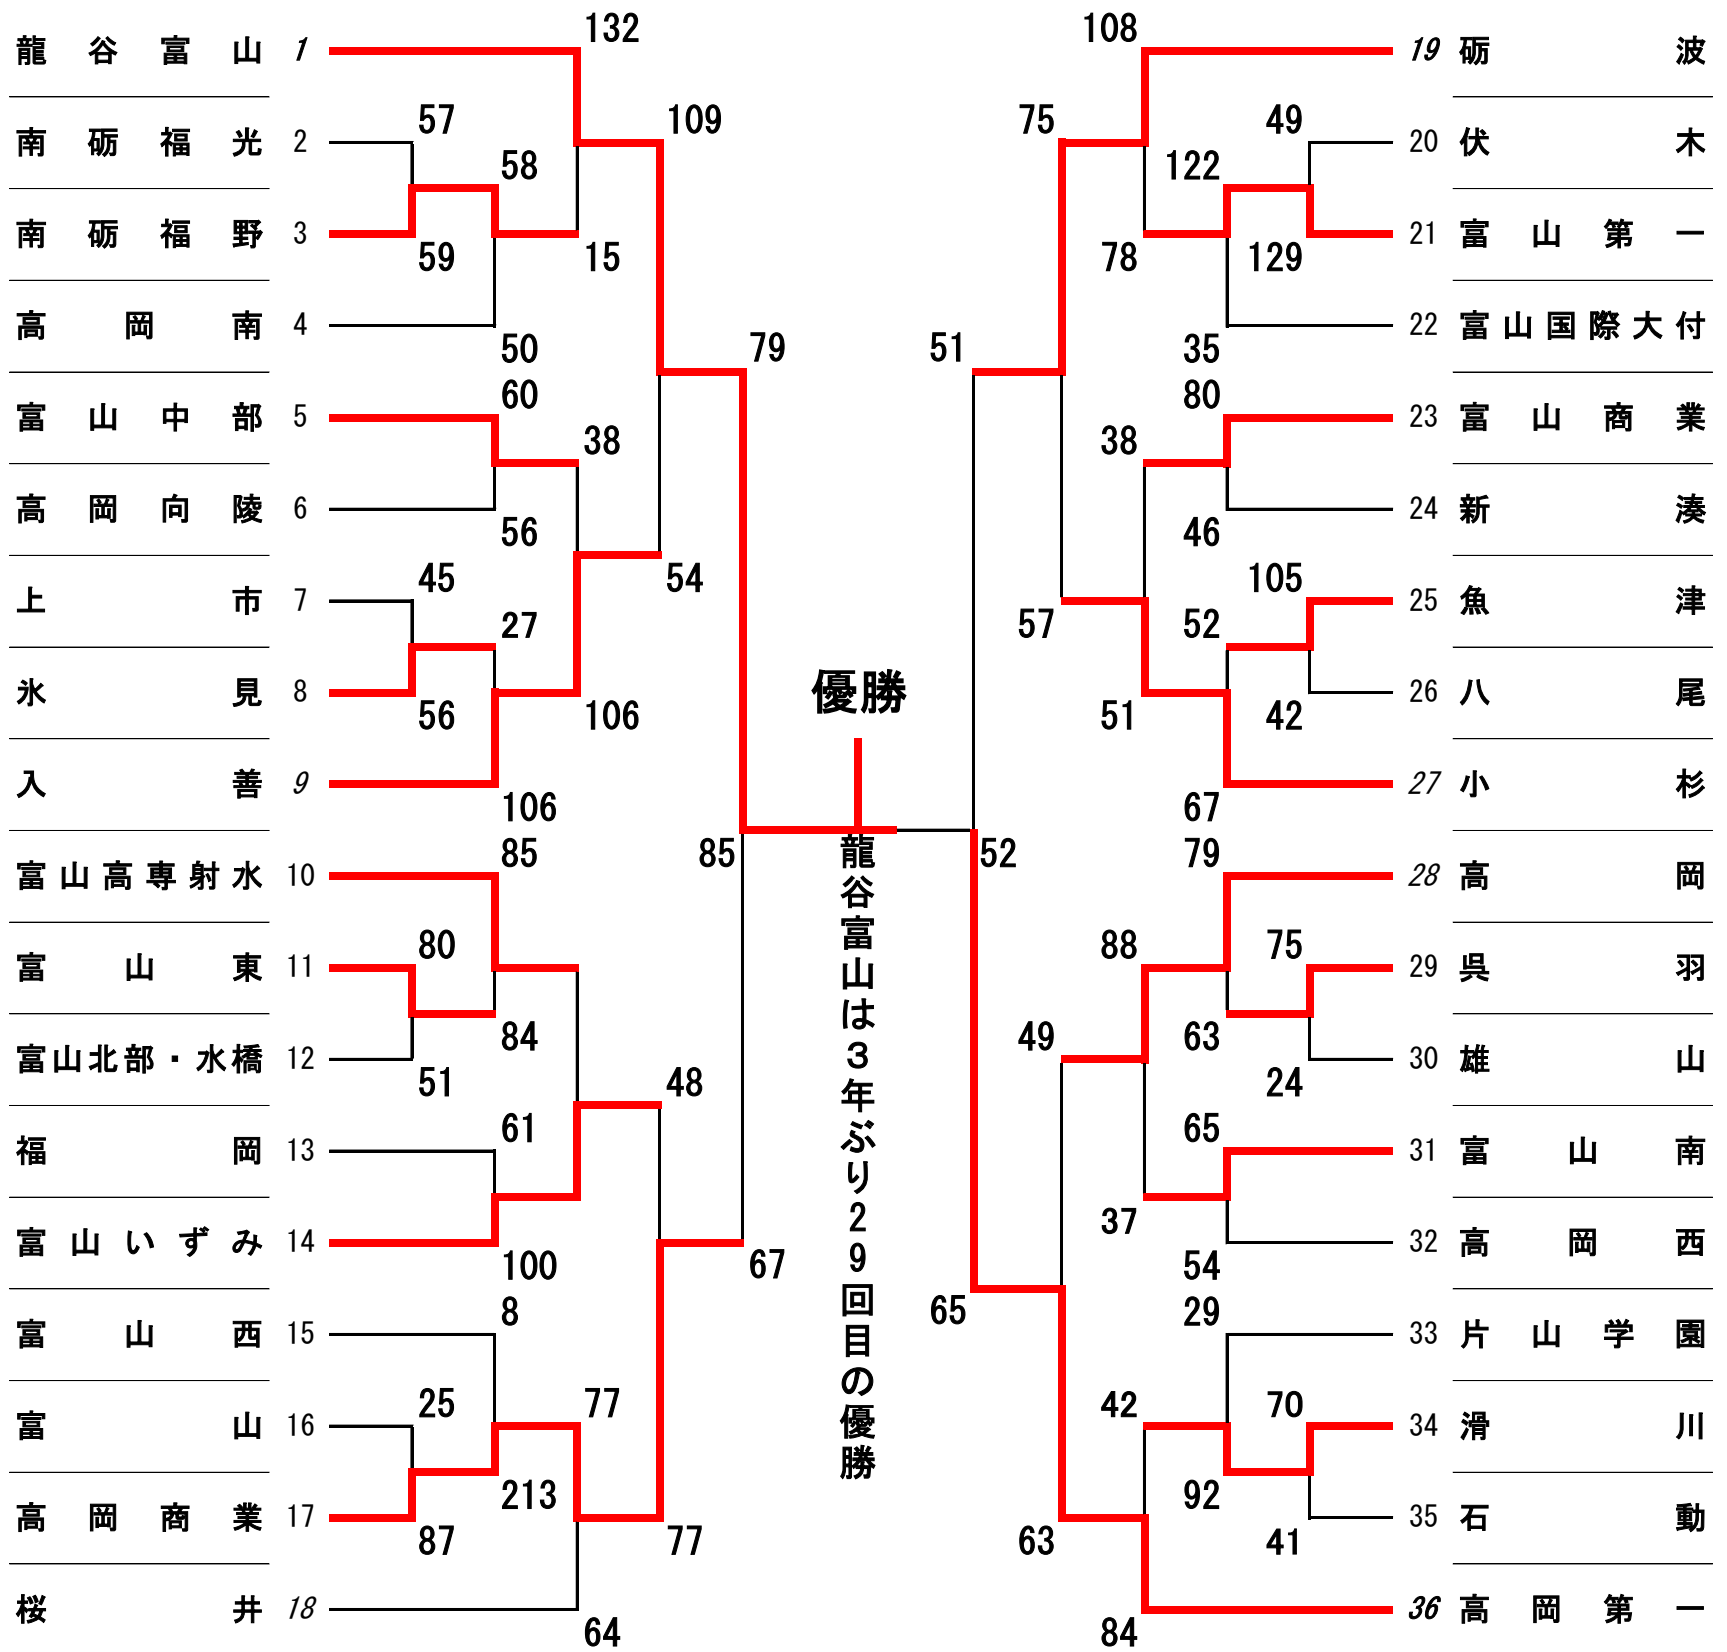 龍谷富山 1
南砺福光 2
南砺福野 3
高岡南 4
富山中部 5
高岡向陵 6
上市 7
氷見 8
入善 9
富山高専射水 10
富山東 11
富山北部・水橋 12
福岡 13
富山いずみ 14
富山西 15
富山 16
高岡商業 17
桜井 18
57
59
45
56
80
51
25
87
58
50
60
56
27
106
85
84
61
100
8
213
132
15
38
106
77
64
109
54
48
77
79
67
85
優勝
龍谷富山は3年ぶり29回目の優勝
52
51
65
75
57
49
63
108
78
38
51
88
37
42
84
122
35
80
46
52
67
79
63
65
54
29
92
49
129
105
42
75
24
70
41
19 砺波
20 伏木
21 富山第一
22 富山国際大付
23 富山商業
24 新湊
25 魚津
26 八尾
27 小杉
28 高岡
29 呉羽
30 雄山
31 富山南
32 高岡西
33 片山学園
34 滑川
35 石動
36 高岡第一